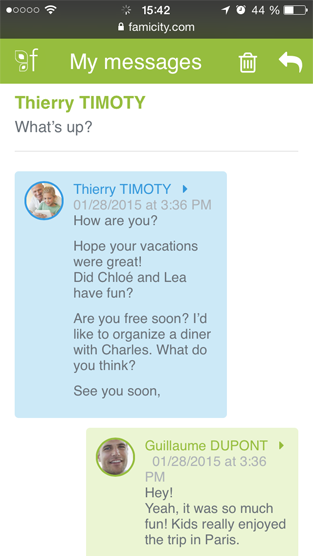 15:42
44 %
famicity.com
f
My messages
Thierry TIMOTY
What's up?
Thierry TIMOTY
01/28/2015 at 3:36 PM
How are you?
Hope your vacations
were great!
Did Chloé and Lea
have fun?
Are you free soon? I'd
like to organize a diner
with Charles. What do
you think?
See you soon,
Guillaume DUPONT
01/28/2015 at 3:36
PM
Hey!
Yeah, it was so much
fun! Kids really enjoyed
the trip in Paris.